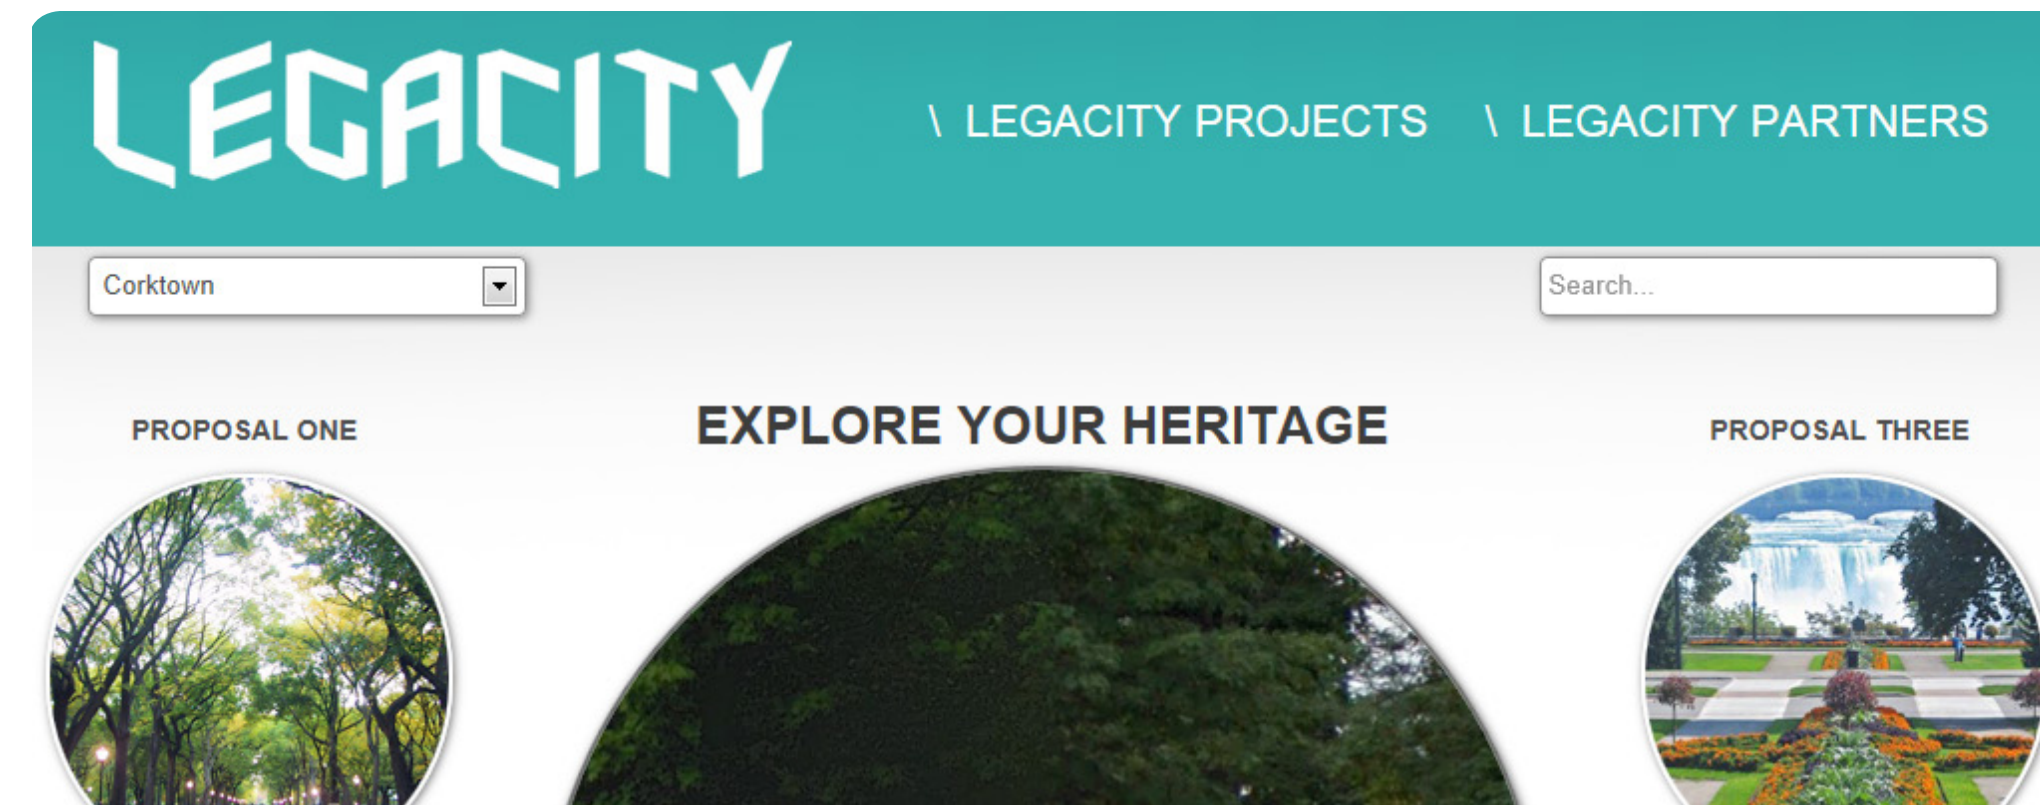 LEGACITY
\ LEGACITY PROJECTS \ LEGACITY PARTNERS
Corktown
Search...
PROPOSAL ONE
EXPLORE YOUR HERITAGE
PROPOSAL THREE